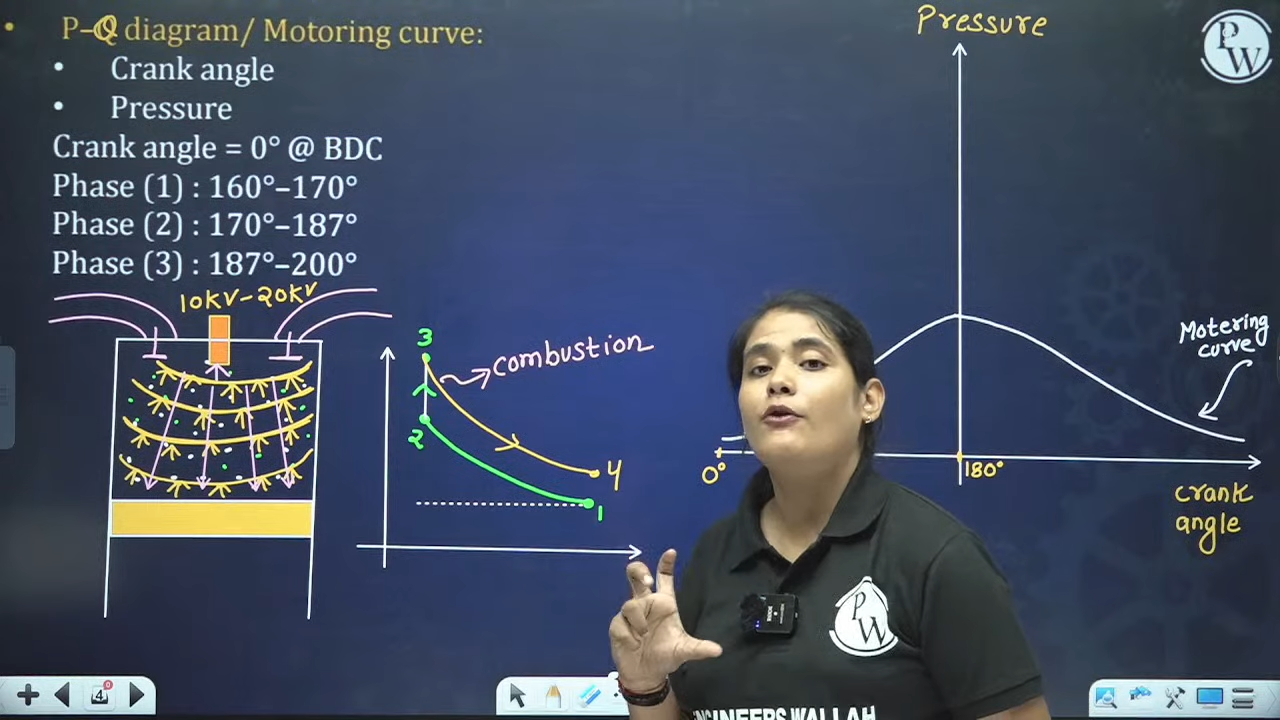 P–Q diagram/ Motoring curve:
Crank angle
Pressure
Crank angle = 0° @ BDC
Phase (1) : 160°–170°
Phase (2) : 170°–187°
Phase (3) : 187°–200°
10KV-20KV
3
combustion
2
4
1
Pressure
PW
Motering
curve
0°
180°
crank
angle
PW
ENGINEERS WALLAH
4
0